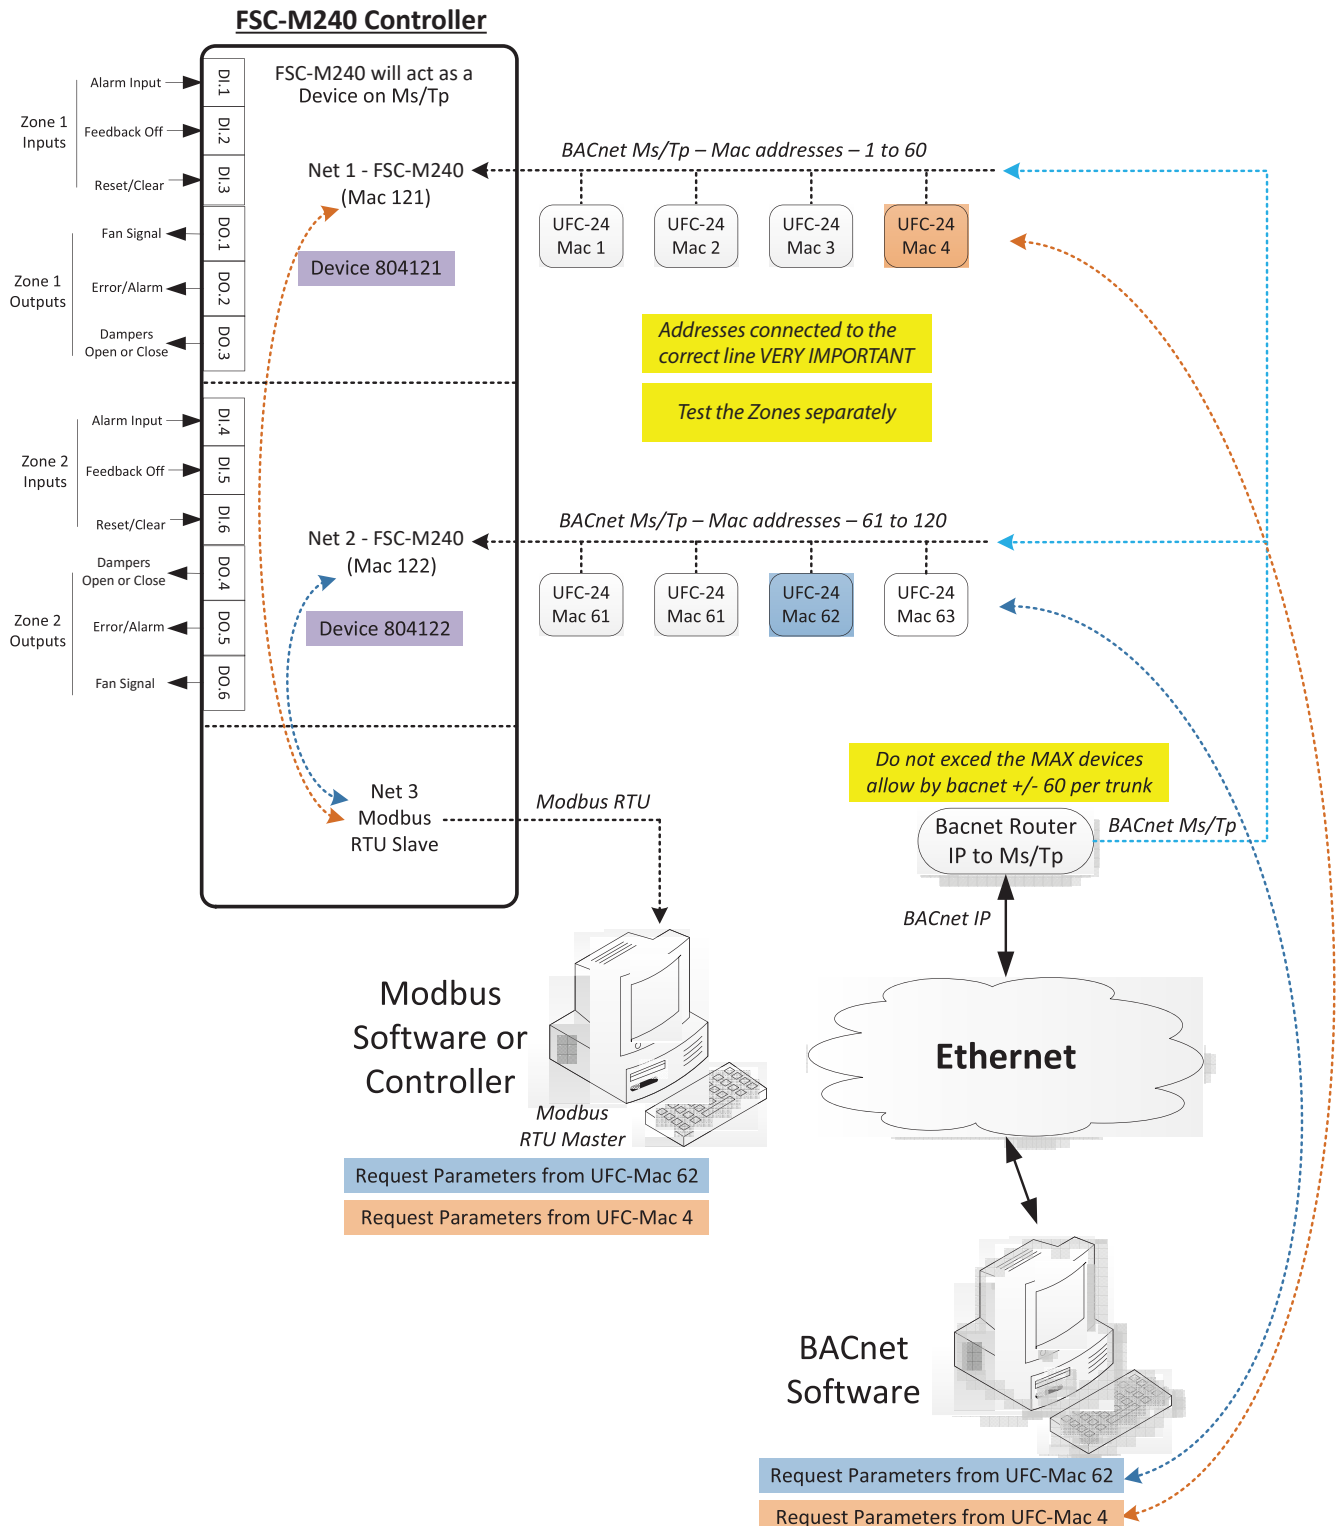 FSC-M240 Controller
FSC-M240 will act as a
Device on Ms/Tp
Zone 1
Inputs
Alarm Input
DI.1
Feedback Off
DI.2
Reset/Clear
DI.3
Zone 1
Outputs
Fan Signal
DO.1
Error/Alarm
DO.2
Dampers
Open or Close
DO.3
Net 1 - FSC-M240
(Mac 121)
Device 804121
BACnet Ms/Tp – Mac addresses – 1 to 60
UFC-24
Mac 1
UFC-24
Mac 2
UFC-24
Mac 3
UFC-24
Mac 4
Addresses connected to the
correct line VERY IMPORTANT
Test the Zones separately
Zone 2
Inputs
Alarm Input
DI.4
Feedback Off
DI.5
Reset/Clear
DI.6
Zone 2
Outputs
Dampers
Open or Close
DO.4
Error/Alarm
DO.5
Fan Signal
DO.6
Net 2 - FSC-M240
(Mac 122)
Device 804122
BACnet Ms/Tp – Mac addresses – 61 to 120
UFC-24
Mac 61
UFC-24
Mac 61
UFC-24
Mac 62
UFC-24
Mac 63
Net 3
Modbus
RTU Slave
Modbus RTU
Do not exced the MAX devices
allow by bacnet +/- 60 per trunk
Bacnet Router
IP to Ms/Tp
BACnet Ms/Tp
BACnet IP
Ethernet
Modbus
Software or
Controller
Modbus
RTU Master
Request Parameters from UFC-Mac 62
Request Parameters from UFC-Mac 4
BACnet
Software
Request Parameters from UFC-Mac 62
Request Parameters from UFC-Mac 4